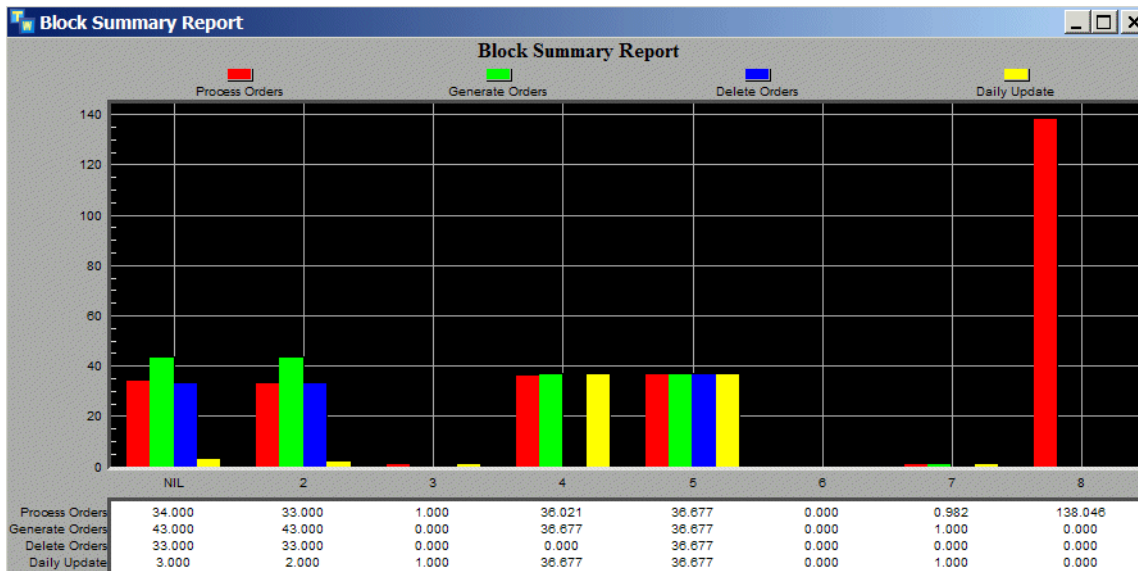 TW Block Summary Report
Block Summary Report
Process Orders Generate Orders Delete Orders Daily Update
140
120
100
80
60
40
20
0
NIL 2 3 4 5 6 7 8
Process Orders 34.000 33.000 1.000 36.021 36.677 0.000 0.982 138.046
Generate Orders 43.000 43.000 0.000 36.677 36.677 0.000 1.000 0.000
Delete Orders 33.000 33.000 0.000 0.000 36.677 0.000 0.000 0.000
Daily Update 3.000 2.000 1.000 36.677 36.677 0.000 1.000 0.000